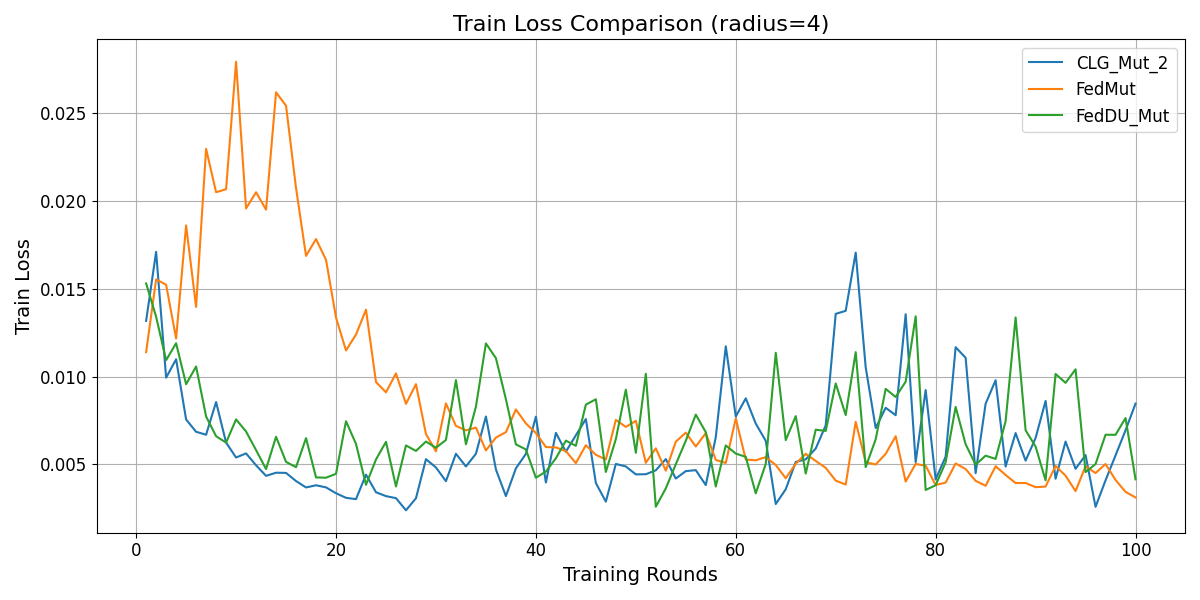 Train Loss Comparison (radius=4)
CLG_Mut_2
FedMut
FedDU_Mut
Train Loss
0.025
0.020
0.015
0.010
0.005
0
20
40
60
80
100
Training Rounds